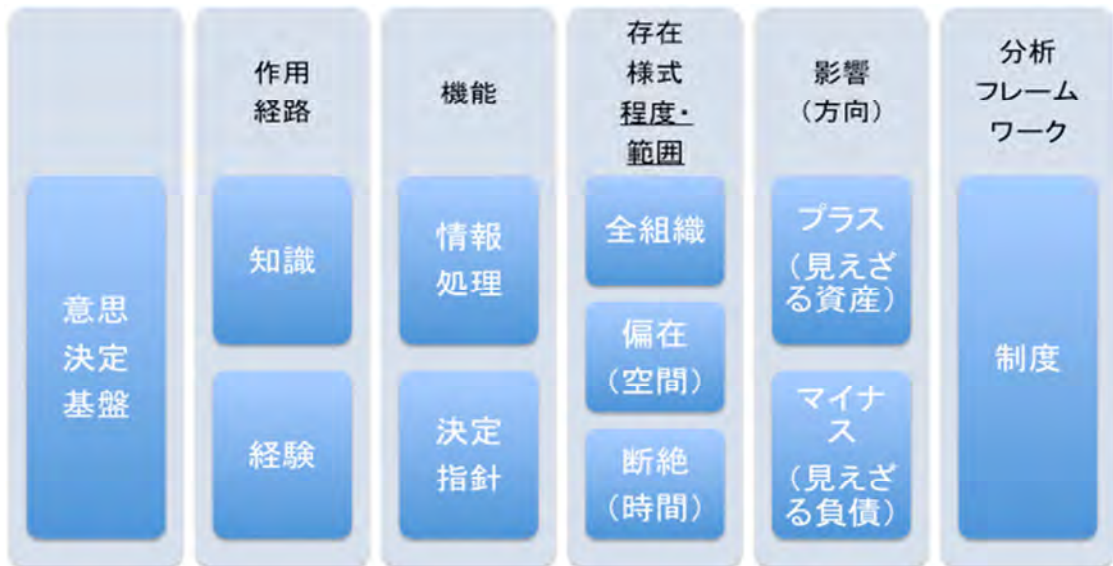 意思
決定
基盤
作用
経路
知識
経験
機能
情報
処理
決定
指針
存在
様式
程度・
範囲
全組織
偏在
（空間）
断絶
（時間）
影響
（方向）
プラス
（見えざ
る資産）
マイナ
ス
（見えざ
る負債）
分析
フレーム
ワーク
制度